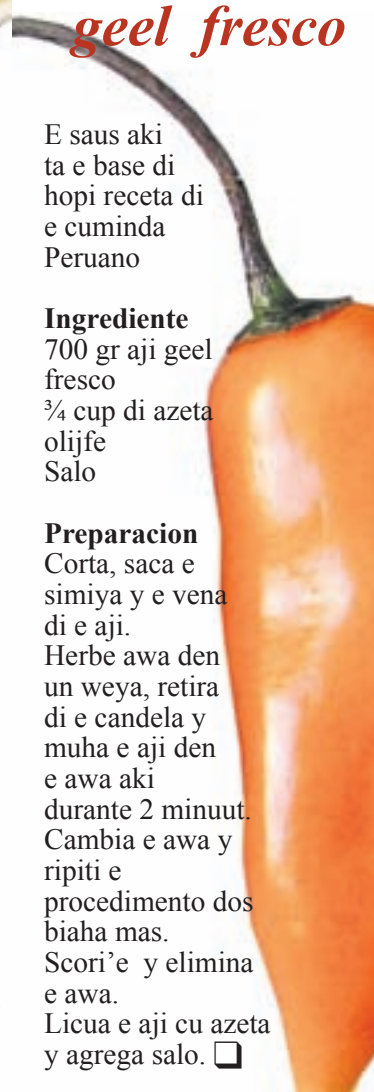 geel fresco
E saus aki
ta e base di
hopi receta di
e cuminda
Peruano
Ingrediente
700 gr aji geel
fresco
¾ cup di azeta
olijfe
Salo
Preparacion
Corta, saca e
simiya y e vena
di e aji.
Herbe awa den
un weya, retira
di e candela y
muha e aji den
e awa aki
durante 2 minuut.
Cambia e awa y
ripiti e
procedimento dos
biaha mas.
Scori'e y elimina
e awa.
Licua e aji cu azeta
y agrega salo. ❑